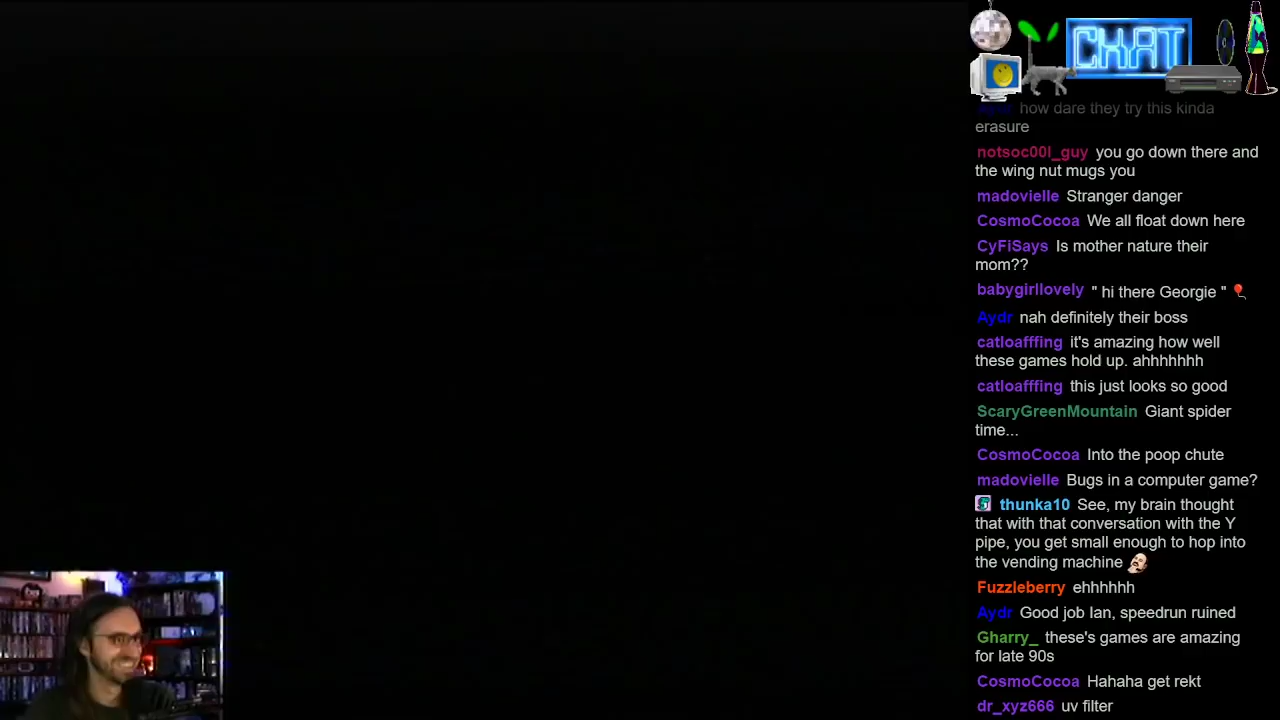 CHAT
how dare they try this kinda
erasure
notsoc00l_guy you go down there and
the wing nut mugs you
madovielle Stranger danger
CosmoCocoa We all float down here
CyFiSays Is mother nature their
mom??
babygirllovely " hi there Georgie "
Aydr nah definitely their boss
catloafffing it's amazing how well
these games hold up. ahhhhhhh
catloafffing this just looks so good
ScaryGreenMountain Giant spider
time...
CosmoCocoa Into the poop chute
madovielle Bugs in a computer game?
thunka10 See, my brain thought
that with that conversation with the Y
pipe, you get small enough to hop into
the vending machine
Fuzzleberry ehhhhhh
Aydr Good job Ian, speedrun ruined
Gharry_ these's games are amazing
for late 90s
CosmoCocoa Hahaha get rekt
dr_xyz666 uv filter